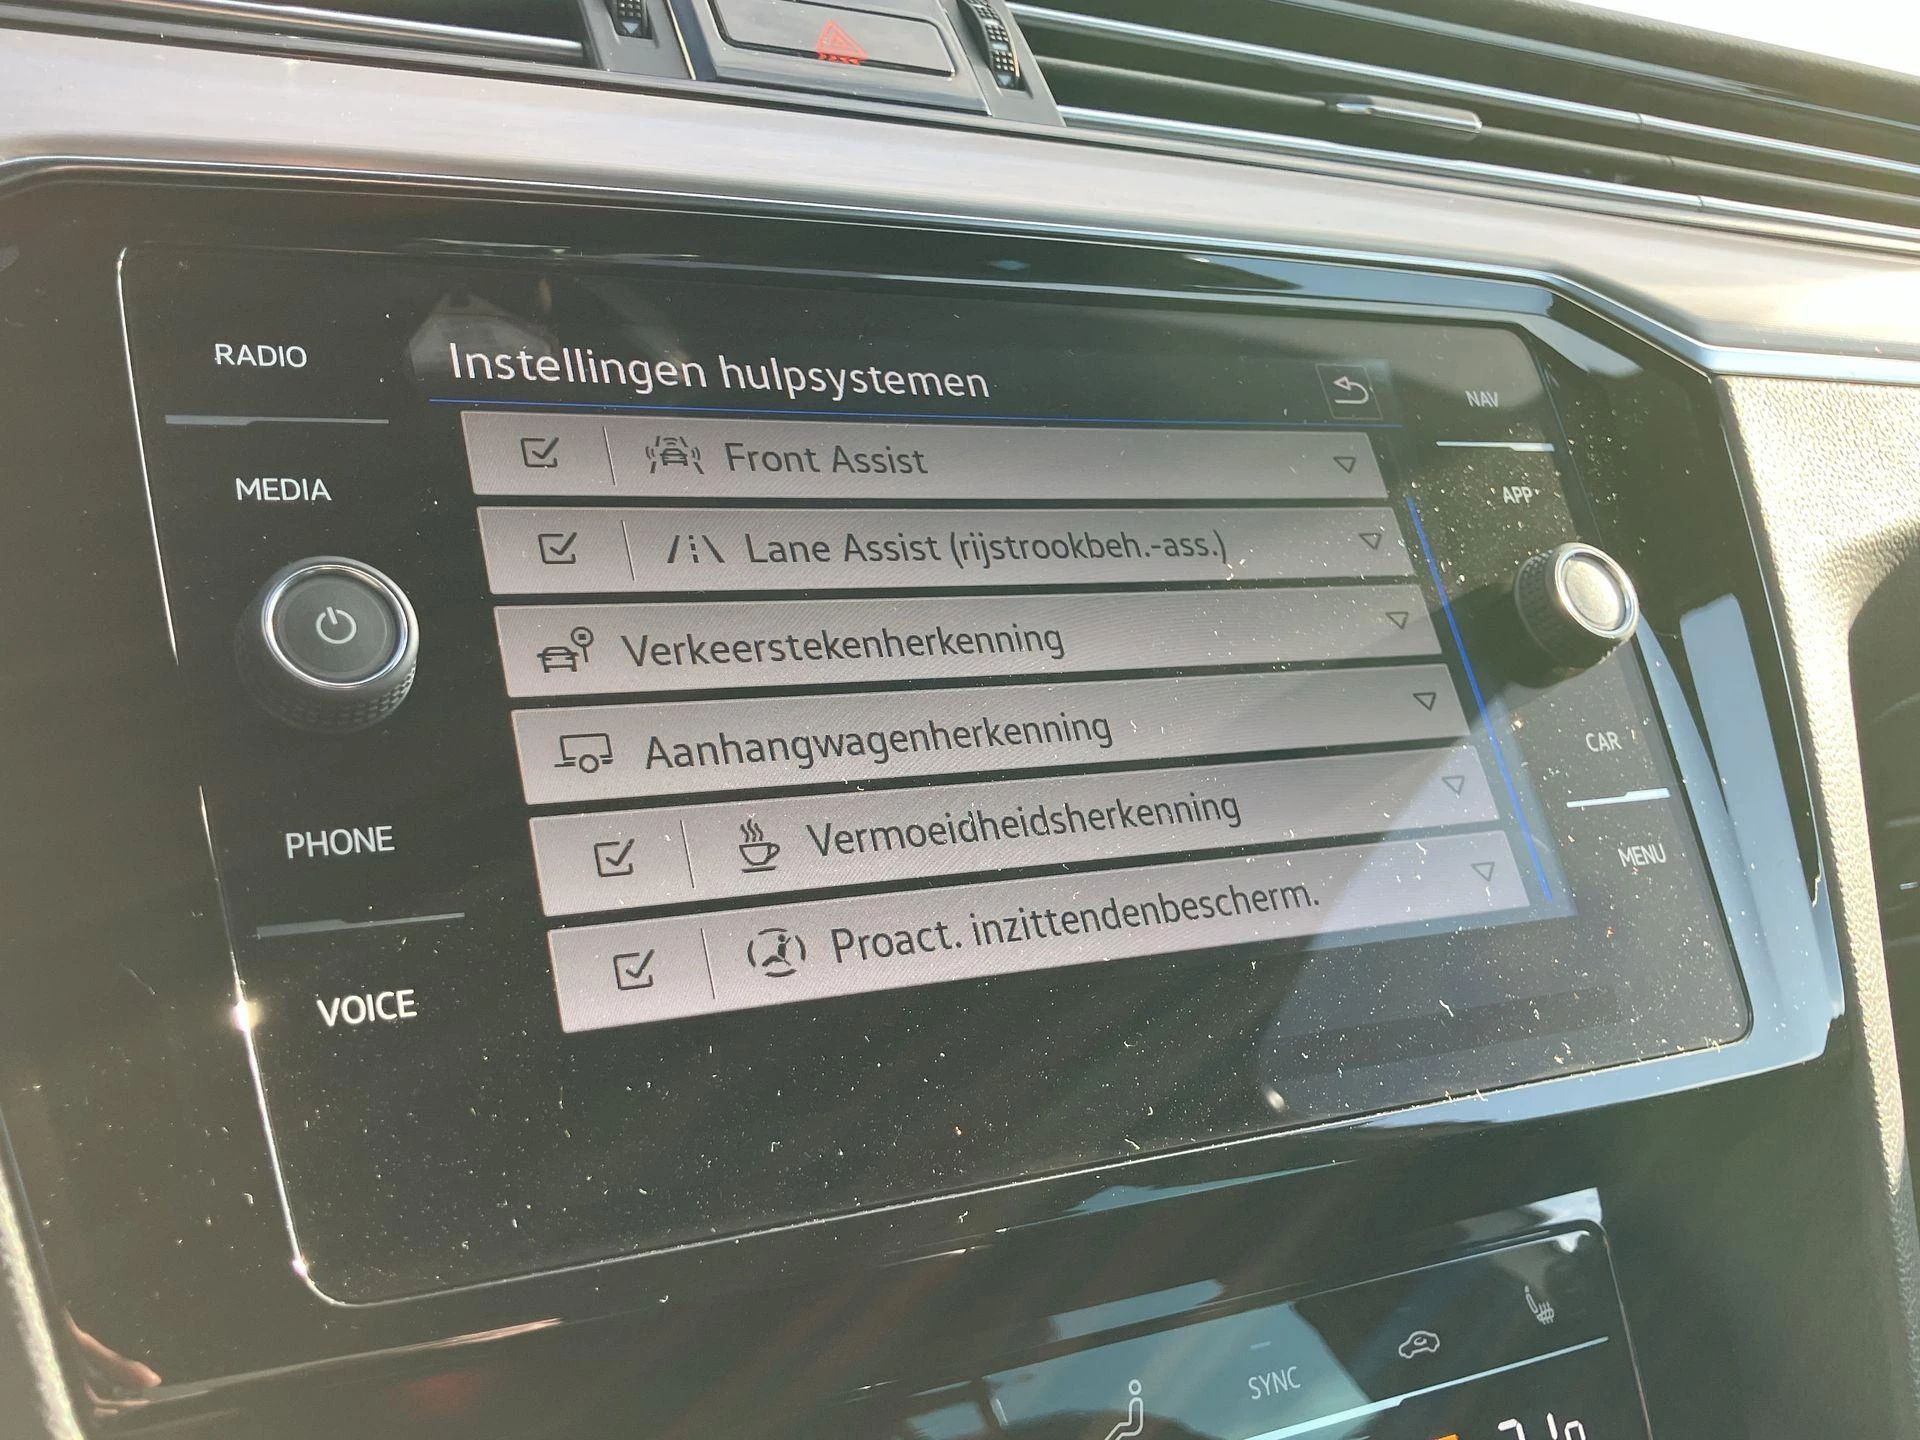 RADIO
MEDIA
PHONE
VOICE
Instellingen hulpsystemen
Front Assist
Lane Assist (rijstrookbeh.-ass.)
Verkeerstekenherkenning
Aanhangwagenherkenning
Vermoeidheidsherkenning
Proact. inzittendenbescherm.
NAV
APP
CAR
MENU
SYNC